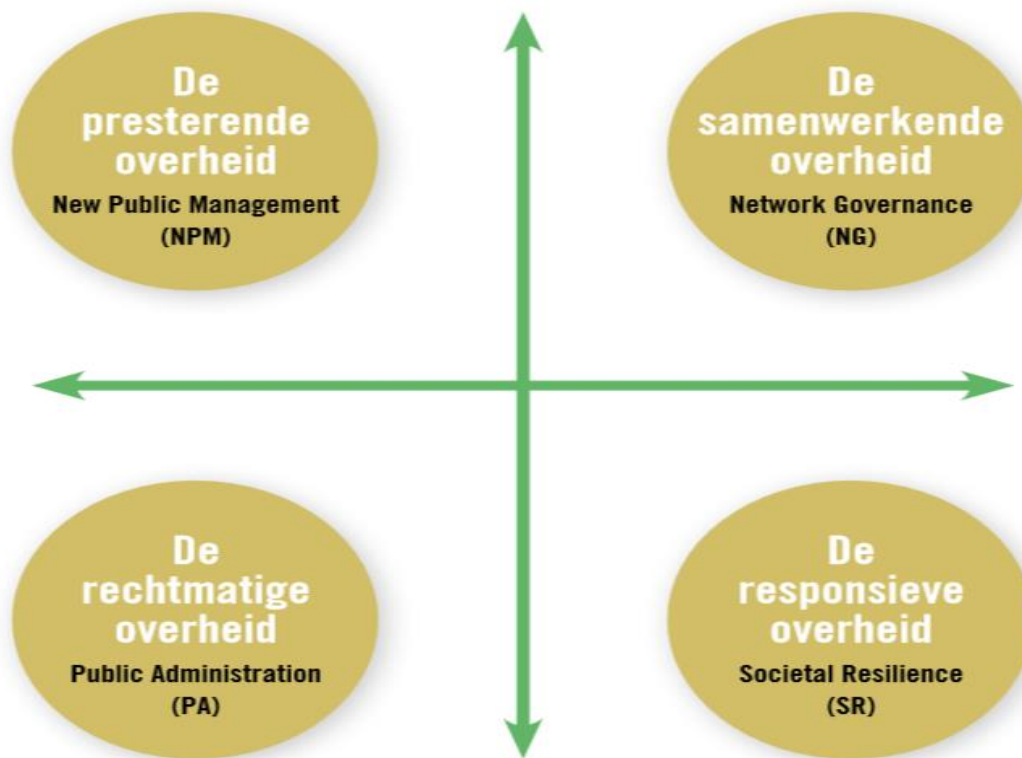 De
presterende
overheid
New Public Management
(NPM)
De
samenwerkende
overheid
Network Governance
(NG)
De
rechtmatige
overheid
Public Administration
(PA)
De
responsieve
overheid
Societal Resilience
(SR)